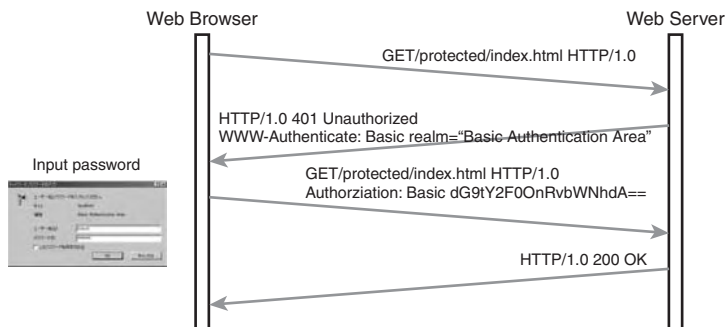 Web Browser
Web Server
GET/protected/index.html HTTP/1.0
HTTP/1.0 401 Unauthorized
WWW-Authenticate: Basic realm=“Basic Authentication Area”
Input password
GET/protected/index.html HTTP/1.0
Authorziation: Basic dG9tY2F0OnRvbWNhdA==
HTTP/1.0 200 OK